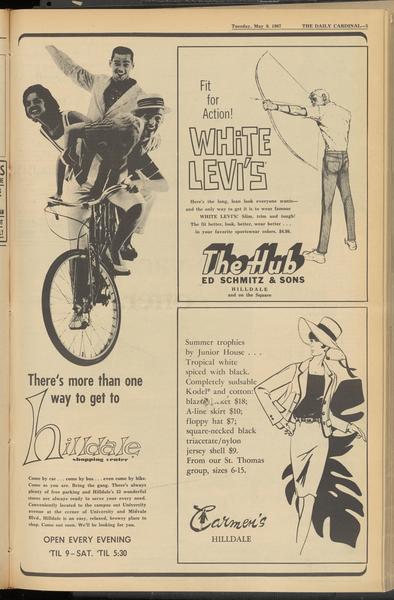 Tuesday, May 9, 1967 THE DAILY CARDINAL—5
There's more than one
way to get to
hilldale
shopping center
Come by car . . . come by bus . . . even come by bike.
Come as you are. Bring the gang. There's always
plenty of free parking and Hilldale's 33 wonderful
stores are always ready to serve your every need.
Conveniently located to the campus out University
avenue at the corner of University and Midvale
Blvd., Hilldale is an easy, relaxed, breezy place to
shop. Come out soon. We'll be looking for you.
OPEN EVERY EVENING
'TIL 9–SAT. 'TIL 5:30
Fit
for
Action!
WHiTE
LEVI'S
Here's the long, lean look everyone wants—
and the only way to get it is to wear famous
WHITE LEVI'S! Slim, trim and tough!
The fit better, look, better, wear better . . .
in your favorite sportswear colors.
The Hub
ED SCHMITZ & SONS
HILLDALE
and on the Square
Summer trophies
by Junior House . . .
Tropical white
spiced with black.
Completely sudsable
Kodel® and cotton:
blazer jacket $18;
A-line skirt $10;
floppy hat $7;
square-necked black
triacetate/nylon
jersey shell $9.
From our St. Thomas
group, sizes 6-15.
Carmen's
HILLDALE